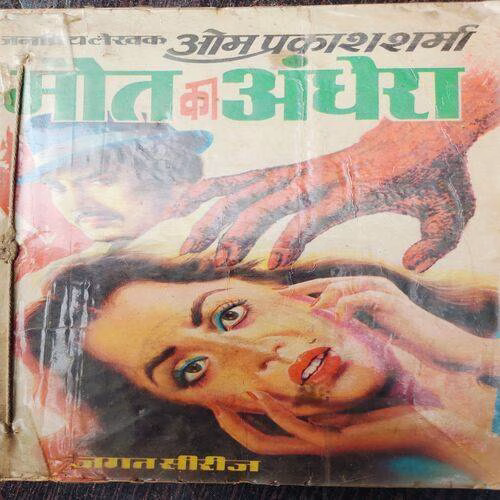 जनप्रिय लेखक ओम प्रकाश शर्मा
मौत का अंधेरा
जगत सीरीज